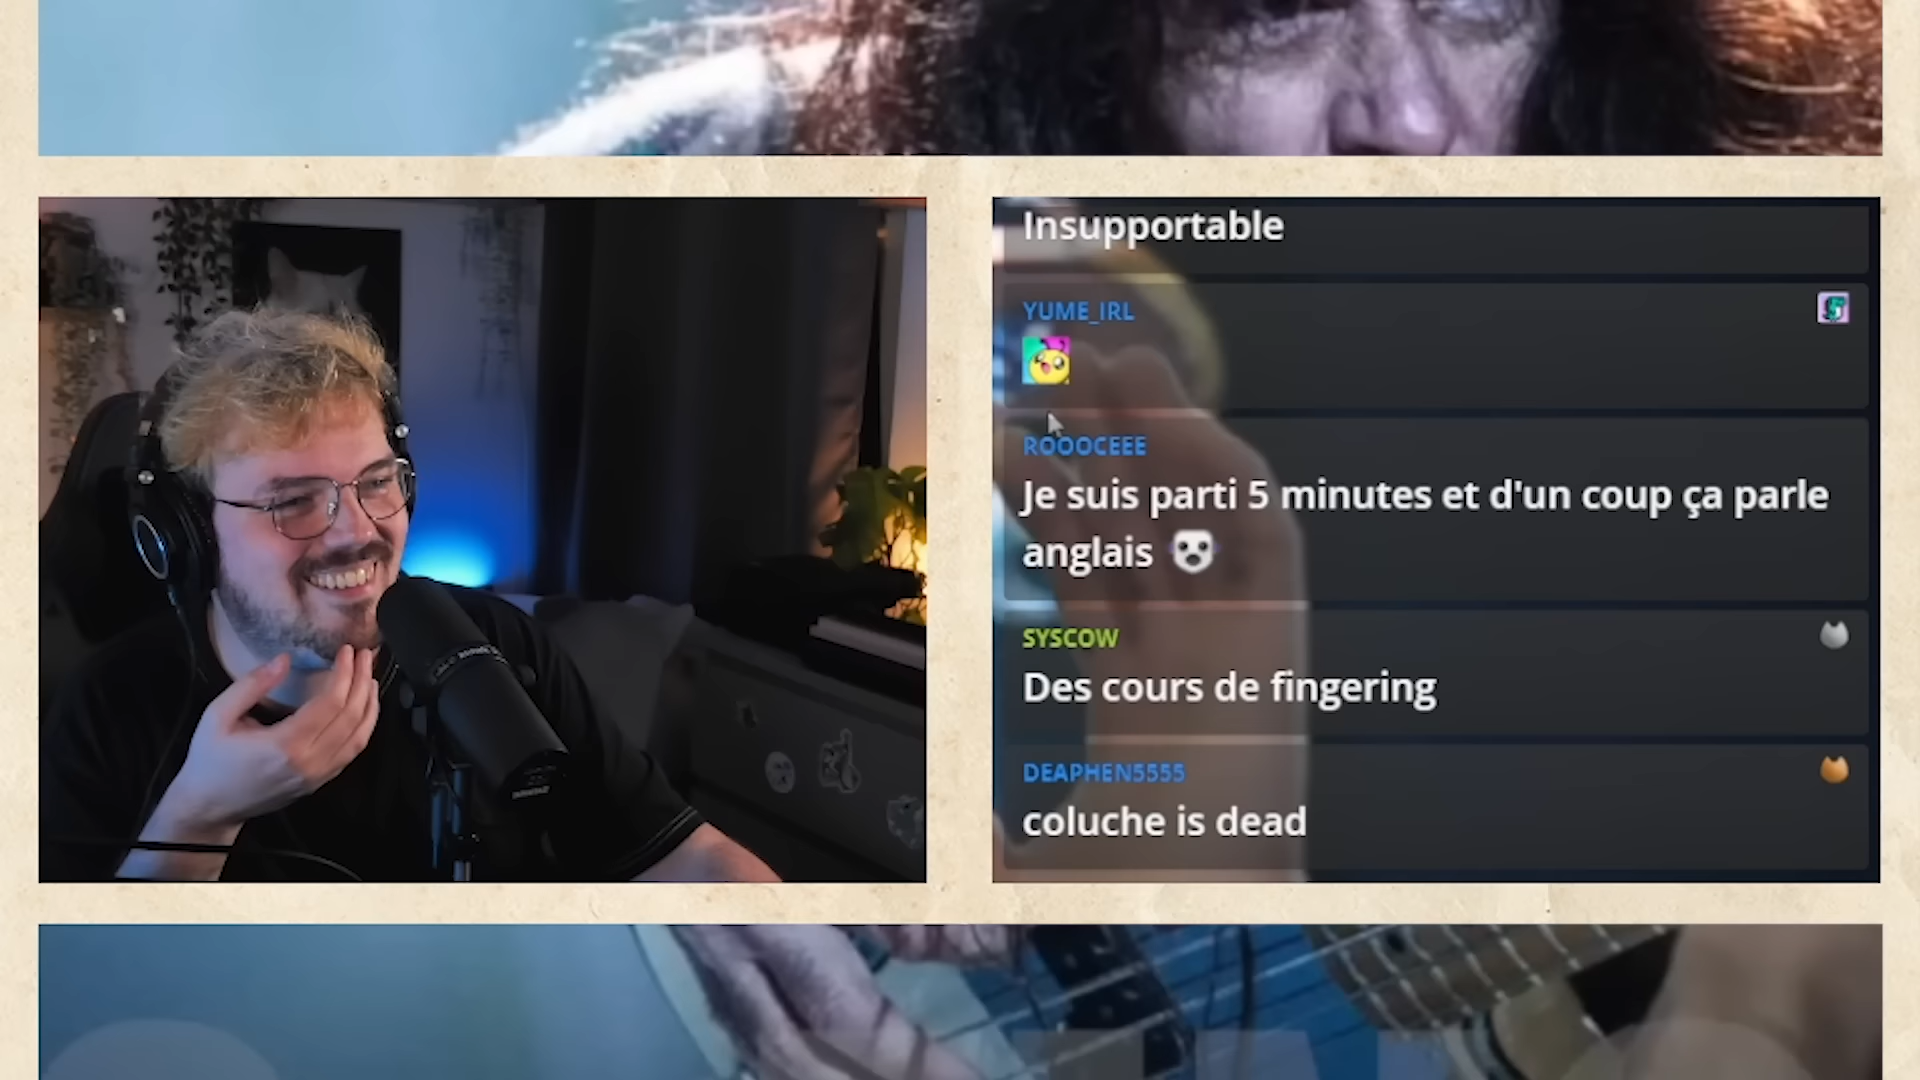 Insupportable
YUME_IRL
ROOOCEEE
Je suis parti 5 minutes et d'un coup ça parle
anglais
SYSCOW
Des cours de fingering
DEAPHEN5555
coluche is dead